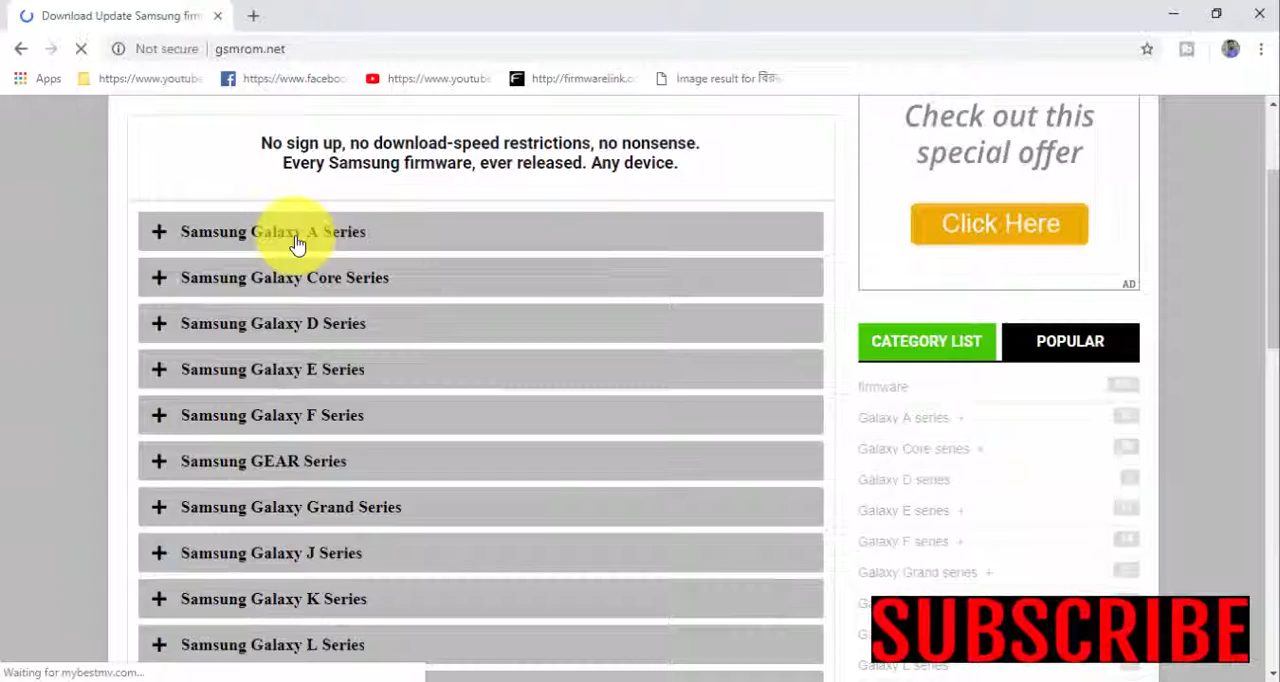 Download Update Samsung firm
Not secure gsmrom.net
Apps https://www.youtube https://www.facebo https://www.youtube http://firmwarelink.c Image result for
No sign up, no download-speed restrictions, no nonsense.
Every Samsung firmware, ever released. Any device.
Samsung Galaxy A Series
Samsung Galaxy Core Series
Samsung Galaxy D Series
Samsung Galaxy E Series
Samsung Galaxy F Series
Samsung GEAR Series
Samsung Galaxy Grand Series
Samsung Galaxy J Series
Samsung Galaxy K Series
Samsung Galaxy L Series
Check out this
special offer
Click Here
AD
CATEGORY LIST POPULAR
firmware
Galaxy A series +
Galaxy Core series +
Galaxy D series
Galaxy E series +
Galaxy F series +
Galaxy Grand series +
SUBSCRIBE
Waiting for mybestmv.com...